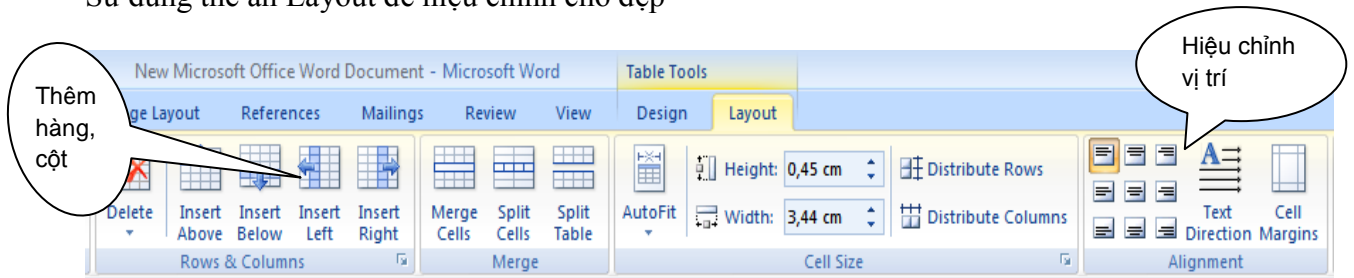 Sử dụng thẻ ấn Layout để hiệu chỉnh cho đẹp
Hiệu chỉnh
vị trí
Thêm
hàng,
cột
New Microsoft Office Word Document - Microsoft Word
Table Tools
ge Layout References Mailings Review View Design Layout
Delete
Insert Above
Insert Below
Insert Left
Insert Right
Merge Cells
Split Cells
Split Table
AutoFit
Height: 0,45 cm
Width: 3,44 cm
Distribute Rows
Distribute Columns
Text Direction
Cell Margins
Rows & Columns
Merge
Cell Size
Alignment